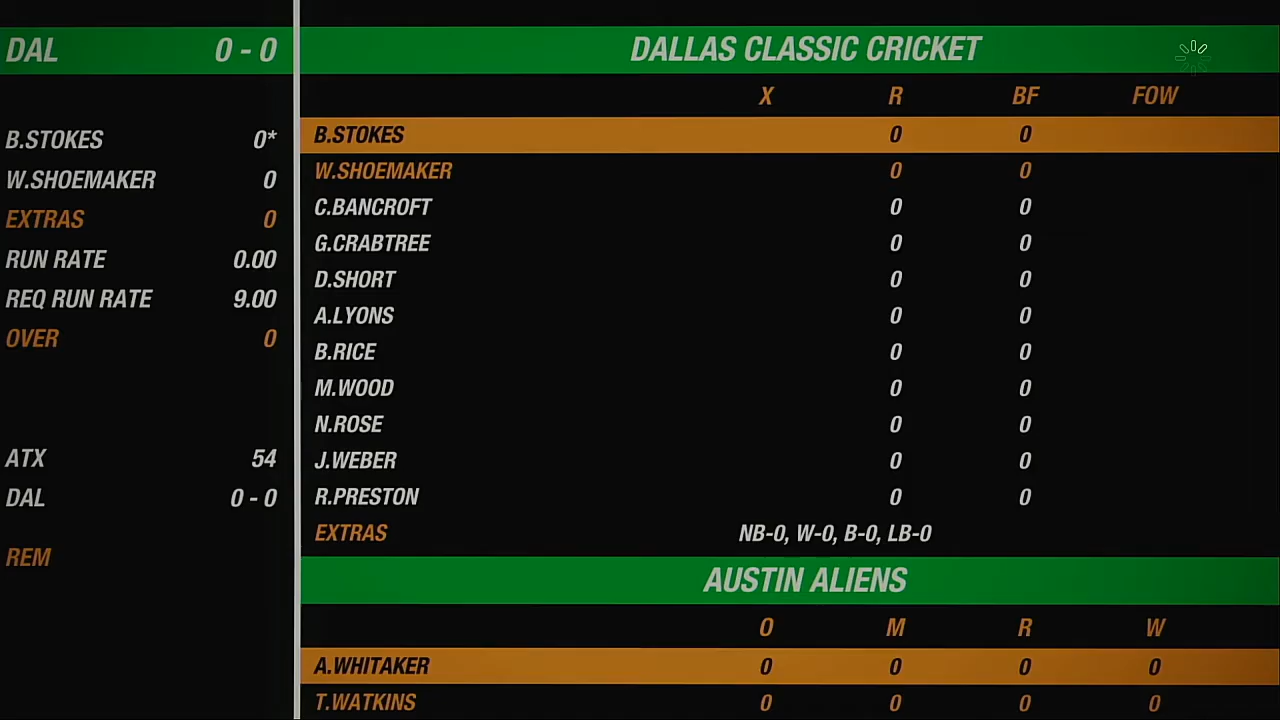 DAL 0 - 0
B.STOKES 0*
W.SHOEMAKER 0
EXTRAS 0
RUN RATE 0.00
REQ RUN RATE 9.00
OVER 0
ATX 54
DAL 0 - 0
REM
DALLAS CLASSIC CRICKET
X R BF FOW
B.STOKES 0 0
W.SHOEMAKER 0 0
C.BANCROFT 0 0
G.CRABTREE 0 0
D.SHORT 0 0
A.LYONS 0 0
B.RICE 0 0
M.WOOD 0 0
N.ROSE 0 0
J.WEBER 0 0
R.PRESTON 0 0
EXTRAS NB-0, W-0, B-0, LB-0
AUSTIN ALIENS
O M R W
A.WHITAKER 0 0 0 0
T.WATKINS 0 0 0 0